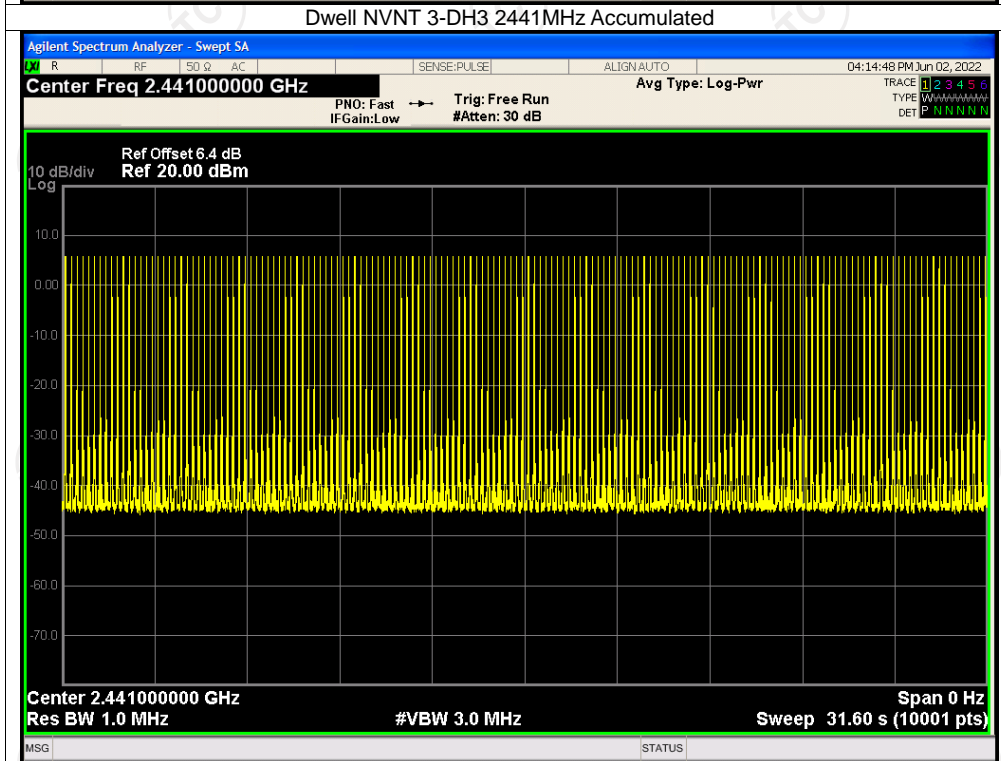 Dwell NVNT 3-DH3 2441MHz Accumulated
Agilent Spectrum Analyzer - Swept SA
LXI R RF 50 Ω AC SENSE:PULSE ALIGNAUTO 04:14:48 PM Jun 02, 2022
Center Freq 2.441000000 GHz Avg Type: Log-Pwr TRACE 1 2 3 4 5 6
PNO: Fast Trig: Free Run TYPE W
IFGain:Low #Atten: 30 dB DET P N N N N N
Ref Offset 6.4 dB
10 dB/div Ref 20.00 dBm
Log
10.0
0.00
-10.0
-20.0
-30.0
-40.0
-50.0
-60.0
-70.0
Center 2.441000000 GHz Span 0 Hz
Res BW 1.0 MHz #VBW 3.0 MHz Sweep 31.60 s (10001 pts)
MSG STATUS